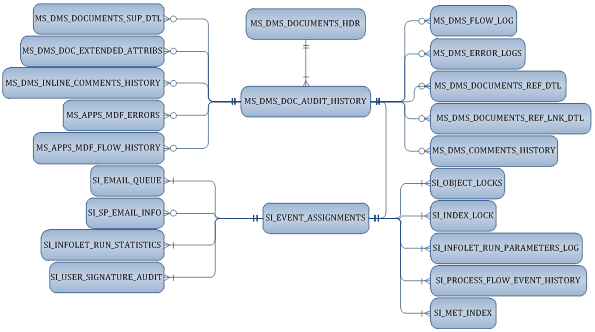 MS_DMS_DOCUMENTS_SUP_DTL
MS_DMS_DOC_EXTENDED_ATTRIBS
MS_DMS_INLINE_COMMENTS_HISTORY
MS_APPS_MDF_ERRORS
MS_APPS_MDF_FLOW_HISTORY
SI_EMAIL_QUEUE
SI_SP_EMAIL_INFO
SI_INFOLET_RUN_STATISTICS
SI_USER_SIGNATURE_AUDIT
MS_DMS_DOCUMENTS_HDR
MS_DMS_DOC_AUDIT_HISTORY
SI_EVENT_ASSIGNMENTS
MS_DMS_FLOW_LOG
MS_DMS_ERROR_LOGS
MS_DMS_DOCUMENTS_REF_DTL
MS_DMS_DOCUMENTS_REF_LNK_DTL
MS_DMS_COMMENTS_HISTORY
SI_OBJECT_LOCKS
SI_INDEX_LOCK
SI_INFOLET_RUN_PARAMETERS_LOG
SI_PROCESS_FLOW_EVENT_HISTORY
SI_MET_INDEX